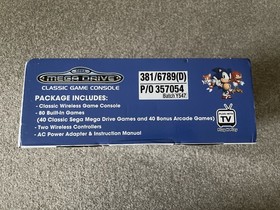 SEGA
MEGA DRIVE
CLASSIC GAME CONSOLE
381/6789(D)
P/O 357054
Batch Y547
PACKAGE INCLUDES:
- Classic Wireless Game Console
- 80 Built-in Games
(40 Classic Sega Mega Drive Games and 40 Bonus Arcade Games)
- Two Wireless Controllers
- AC Power Adapter & Instruction Manual
TV
Plug & Play